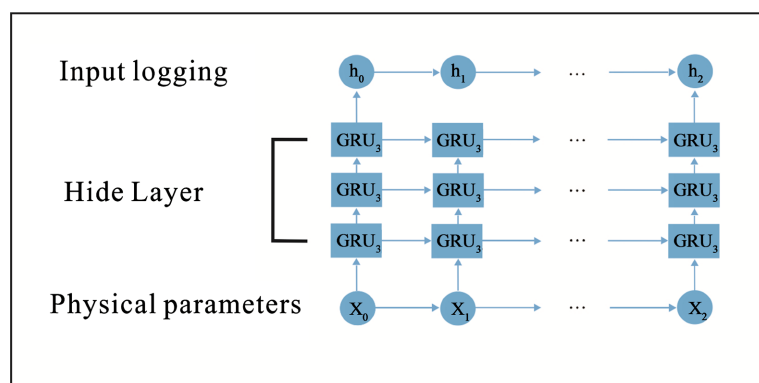 Input logging h0 h1 ... h2
GRU3 GRU3 ... GRU3
Hide Layer GRU3 GRU3 ... GRU3
GRU3 GRU3 ... GRU3
Physical parameters X0 X1 ... X2